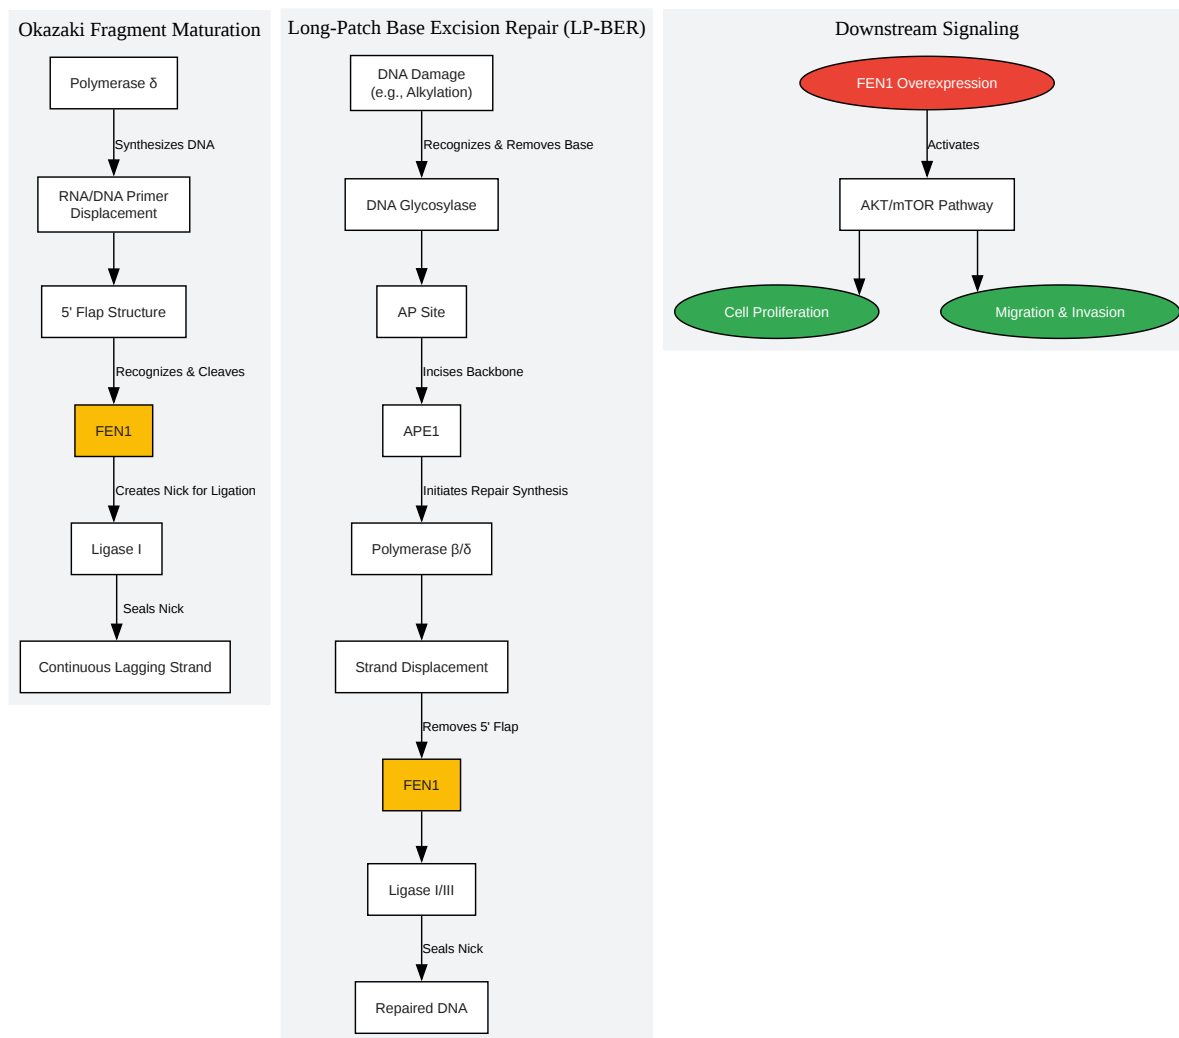 Okazaki Fragment Maturation
Polymerase δ
Synthesizes DNA
RNA/DNA Primer
Displacement
5' Flap Structure
Recognizes & Cleaves
FEN1
Creates Nick for Ligation
Ligase I
Seals Nick
Continuous Lagging Strand
Long-Patch Base Excision Repair (LP-BER)
DNA Damage
(e.g., Alkylation)
Recognizes & Removes Base
DNA Glycosylase
AP Site
Incises Backbone
APE1
Initiates Repair Synthesis
Polymerase β/δ
Strand Displacement
Removes 5' Flap
FEN1
Ligase I/III
Seals Nick
Repaired DNA
Downstream Signaling
FEN1 Overexpression
Activates
AKT/mTOR Pathway
Cell Proliferation
Migration & Invasion